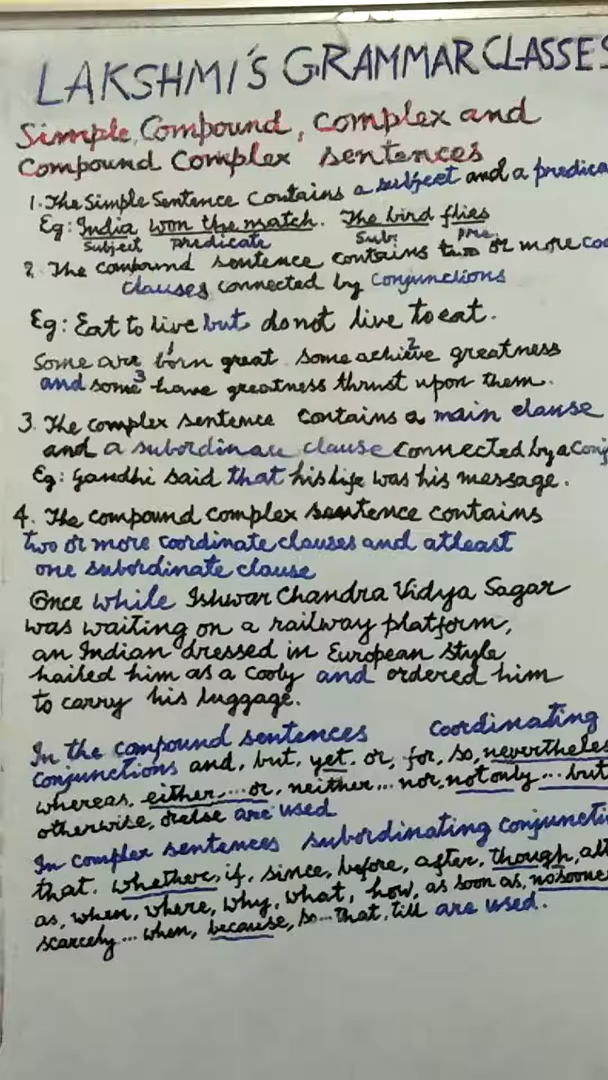 LAKSHMI'S GRAMMAR CLASSES
Simple, Compound, Complex and
Compound Complex sentences
1. The Simple Sentence contains a subject and a predica
Eg: India won the match. The bird flies
Subject predicate Sub: pre.
2. The compound sentence contains two or more coo
clauses connected by Conjunctions
Eg: Eat to live but do not live to eat.
1 2
Some are born great some achieve greatness
3
and some have greatness thrust upon them.
3. The complex sentence contains a main clause
and a subordinate clause connected by a conj
Eg: Gandhi said that his life was his message.
4. The compound complex sentence contains
two or more coordinate clauses and atleast
one subordinate clause
Once while Ishwar Chandra Vidya Sagar
was waiting on a railway platform,
an Indian dressed in European style
hailed him as a cooly and ordered him
to carry his luggage.
In the compound sentences Coordinating
Conjunctions and, but, yet, or, for, so, neverthele
whereas, either...or, neither... nor, not only... but
otherwise, orelse are used
In complex sentences subordinating conjuncti
that, whether, if, since, before, after, though, alt
as, when, where, why, what, how, as soon as, nosoone
scarcely... when, because, so...that, till are used.